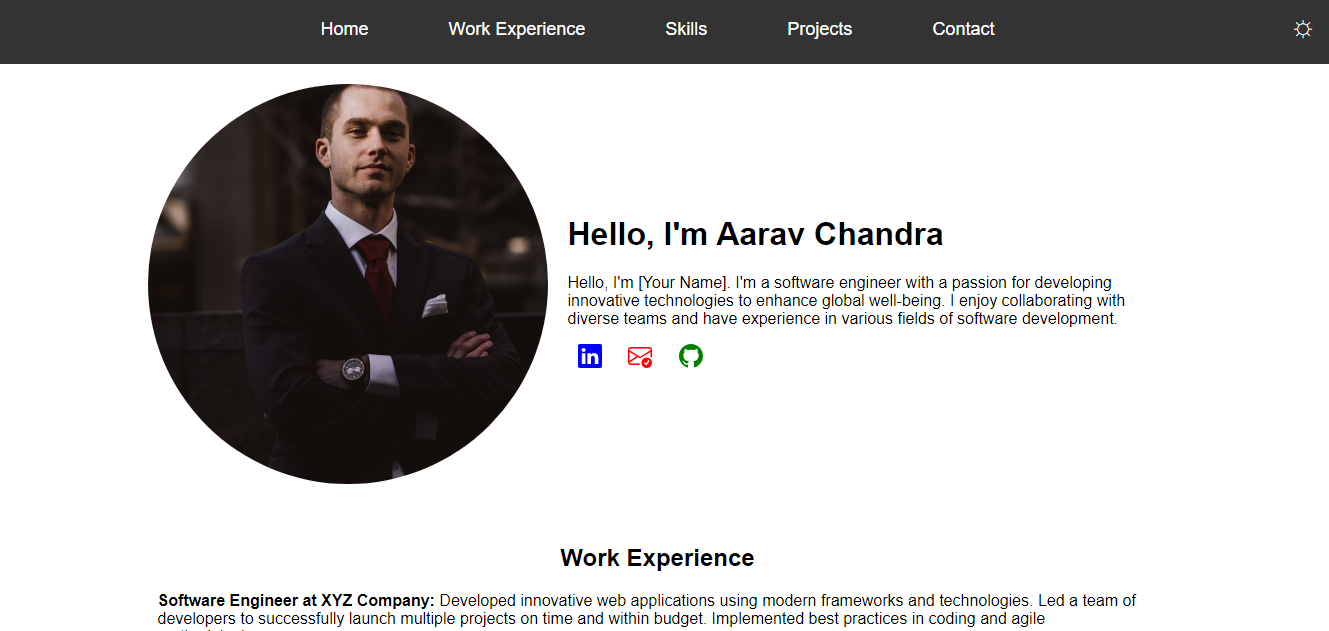 Home Work Experience Skills Projects Contact
Hello, I'm Aarav Chandra
Hello, I'm [Your Name]. I'm a software engineer with a passion for developing
innovative technologies to enhance global well-being. I enjoy collaborating with
diverse teams and have experience in various fields of software development.
in
Work Experience
Software Engineer at XYZ Company: Developed innovative web applications using modern frameworks and technologies. Led a team of
developers to successfully launch multiple projects on time and within budget. Implemented best practices in coding and agile